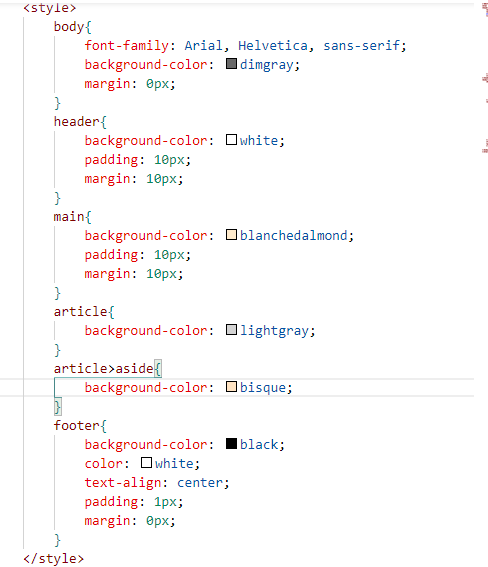 <style>
body{
font-family: Arial, Helvetica, sans-serif;
background-color: dimgray;
margin: 0px;
}
header{
background-color: white;
padding: 10px;
margin: 10px;
}
main{
background-color: blanchedalmond;
padding: 10px;
margin: 10px;
}
article{
background-color: lightgray;
}
article>aside{
background-color: bisque;
}
footer{
background-color: black;
color: white;
text-align: center;
padding: 1px;
margin: 0px;
}
</style>